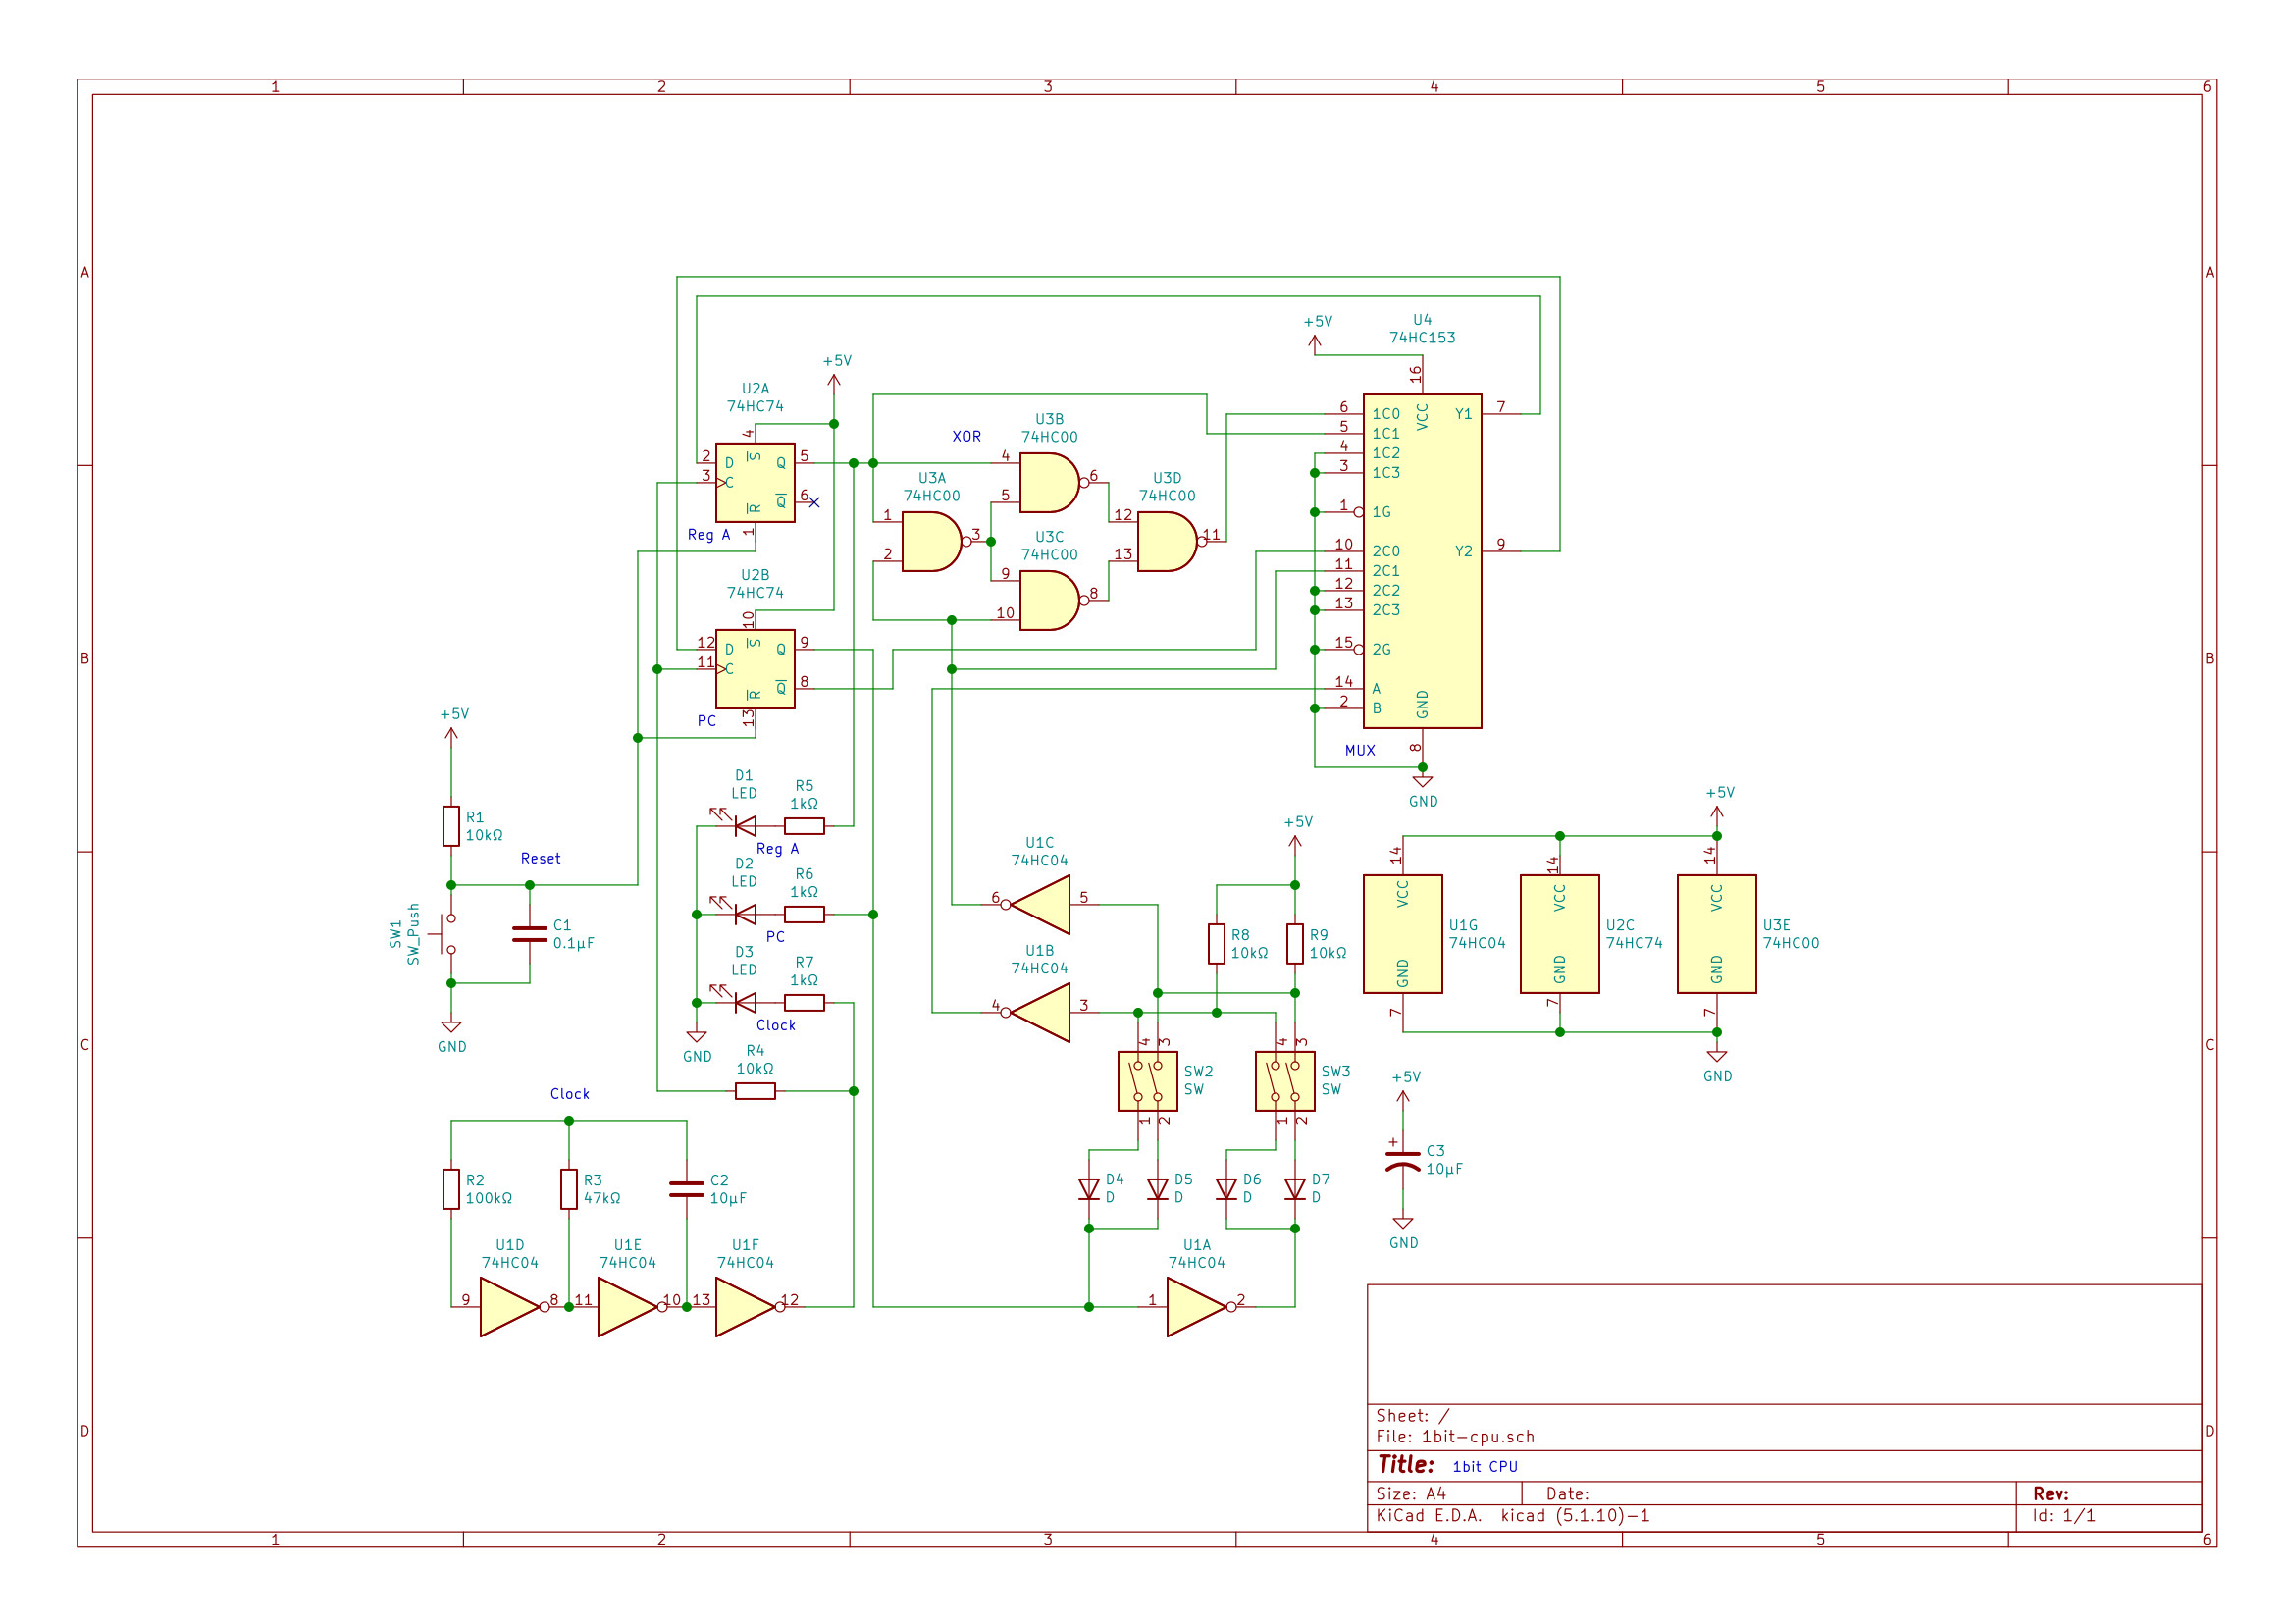 1 2 3 4 5 6
A A
+5V
U4
74HC153
+5V
16
VCC
U2A
74HC74
4
2 D S Q 5
3 C
Q 6
R
1
Reg A
XOR
U3B
74HC00
4
5
6
U3A
74HC00
1
2
3
U3D
74HC00
12
13
11
U3C
74HC00
9
10
8
6 1C0 Y1 7
5 1C1
4 1C2
3 1C3
1 1G
10 2C0 Y2 9
11 2C1
12 2C2
13 2C3
15 2G
14 A
2 B
GND
8
MUX
GND
U2B
74HC74
10
12 D S Q 9
11 C
Q 8
R
13
PC
B B
+5V
R1
10kΩ
Reset
SW1
SW_Push
C1
0.1µF
GND
D1
LED
R5
1kΩ
Reg A
D2
LED
R6
1kΩ
PC
D3
LED
R7
1kΩ
Clock
GND
R4
10kΩ
U1C
74HC04
6 5
U1B
74HC04
4 3
+5V
R8
10kΩ
R9
10kΩ
4 3
4 3
SW2
SW
SW3
SW
1 2
1 2
D4
D
D5
D
D6
D
D7
D
U1A
74HC04
1 2
+5V
14
14
14
VCC
VCC
VCC
U1G
74HC04
U2C
74HC74
U3E
74HC00
GND
GND
GND
7
7
7
GND
C C
+5V
+
C3
10µF
GND
Clock
R2
100kΩ
R3
47kΩ
C2
10µF
U1D
74HC04
U1E
74HC04
U1F
74HC04
9 8 11 10 13 12
D D
Sheet: /
File: 1bit-cpu.sch
Title: 1bit CPU
Size: A4 Date: Rev:
KiCad E.D.A. kicad (5.1.10)-1 Id: 1/1
1 2 3 4 5 6